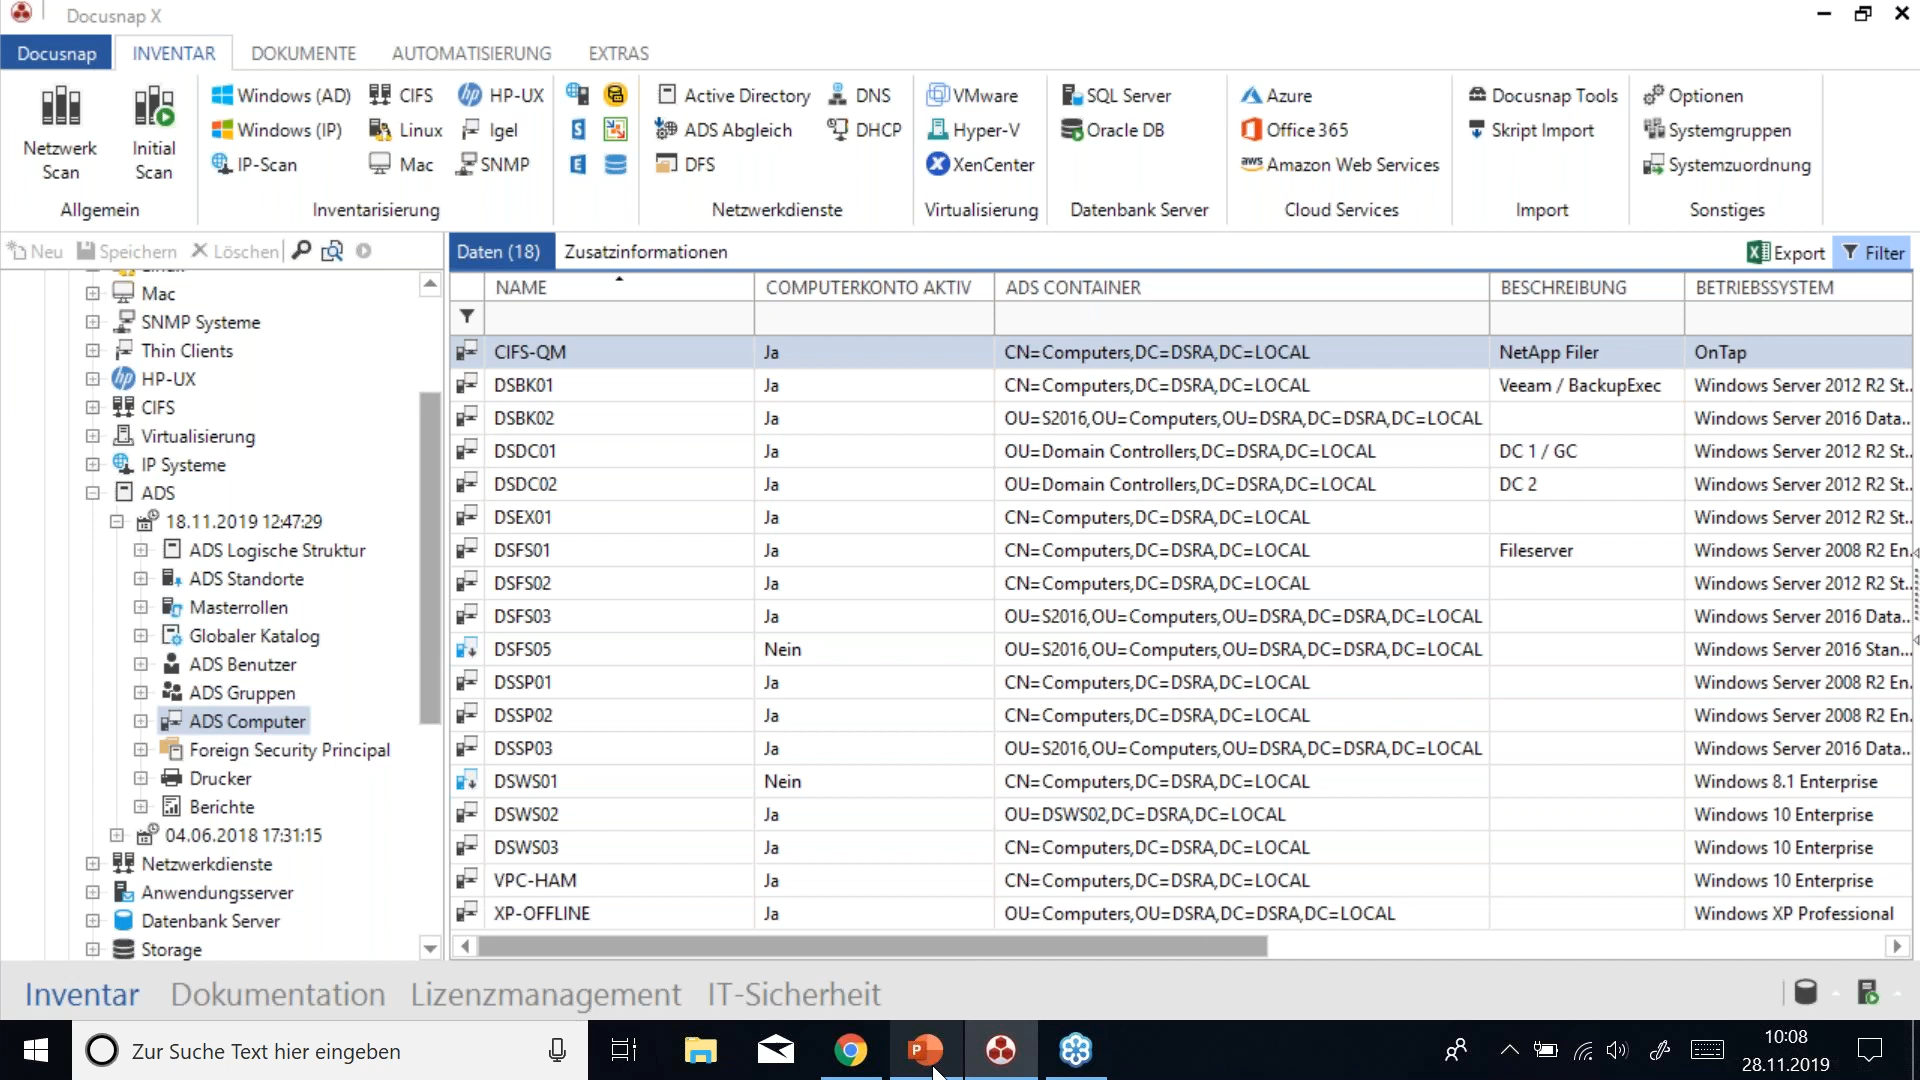 Docusnap X
Docusnap INVENTAR DOKUMENTE AUTOMATISIERUNG EXTRAS
Netzwerk Scan
Initial Scan
Allgemein
Windows (AD) CIFS HP-UX
Windows (IP) Linux Igel
IP-Scan Mac SNMP
Inventarisierung
Active Directory DNS
ADS Abgleich DHCP
DFS
Netzwerkdienste
VMware
Hyper-V
XenCenter
Virtualisierung
SQL Server
Oracle DB
Datenbank Server
Azure
Office 365
aws Amazon Web Services
Cloud Services
Docusnap Tools
Skript Import
Import
Optionen
Systemgruppen
Systemzuordnung
Sonstiges
Neu Speichern Löschen
Mac
SNMP Systeme
Thin Clients
HP-UX
CIFS
Virtualisierung
IP Systeme
ADS
18.11.2019 12:47:29
ADS Logische Struktur
ADS Standorte
Masterrollen
Globaler Katalog
ADS Benutzer
ADS Gruppen
ADS Computer
Foreign Security Principal
Drucker
Berichte
04.06.2018 17:31:15
Netzwerkdienste
Anwendungsserver
Datenbank Server
Storage
Daten (18) Zusatzinformationen Export Filter
NAME COMPUTERKONTO AKTIV ADS CONTAINER BESCHREIBUNG BETRIEBSSYSTEM
CIFS-QM Ja CN=Computers,DC=DSRA,DC=LOCAL NetApp Filer OnTap
DSBK01 Ja CN=Computers,DC=DSRA,DC=LOCAL Veeam / BackupExec Windows Server 2012 R2 St...
DSBK02 Ja OU=S2016,OU=Computers,OU=DSRA,DC=DSRA,DC=LOCAL Windows Server 2016 Data...
DSDC01 Ja OU=Domain Controllers,DC=DSRA,DC=LOCAL DC 1 / GC Windows Server 2012 R2 St...
DSDC02 Ja OU=Domain Controllers,DC=DSRA,DC=LOCAL DC 2 Windows Server 2012 R2 St...
DSEX01 Ja CN=Computers,DC=DSRA,DC=LOCAL Windows Server 2012 R2 St...
DSFS01 Ja CN=Computers,DC=DSRA,DC=LOCAL Fileserver Windows Server 2008 R2 En...
DSFS02 Ja CN=Computers,DC=DSRA,DC=LOCAL Windows Server 2012 R2 St...
DSFS03 Ja OU=S2016,OU=Computers,OU=DSRA,DC=DSRA,DC=LOCAL Windows Server 2016 Data...
DSFS05 Nein OU=S2016,OU=Computers,OU=DSRA,DC=DSRA,DC=LOCAL Windows Server 2016 Stan...
DSSP01 Ja CN=Computers,DC=DSRA,DC=LOCAL Windows Server 2008 R2 En...
DSSP02 Ja CN=Computers,DC=DSRA,DC=LOCAL Windows Server 2008 R2 En...
DSSP03 Ja OU=S2016,OU=Computers,OU=DSRA,DC=DSRA,DC=LOCAL Windows Server 2016 Data...
DSWS01 Nein CN=Computers,DC=DSRA,DC=LOCAL Windows 8.1 Enterprise
DSWS02 Ja OU=DSWS02,DC=DSRA,DC=LOCAL Windows 10 Enterprise
DSWS03 Ja CN=Computers,DC=DSRA,DC=LOCAL Windows 10 Enterprise
VPC-HAM Ja CN=Computers,DC=DSRA,DC=LOCAL Windows 10 Enterprise
XP-OFFLINE Ja OU=Computers,OU=DSRA,DC=DSRA,DC=LOCAL Windows XP Professional
Inventar Dokumentation Lizenzmanagement IT-Sicherheit
Zur Suche Text hier eingeben
10:08
28.11.2019